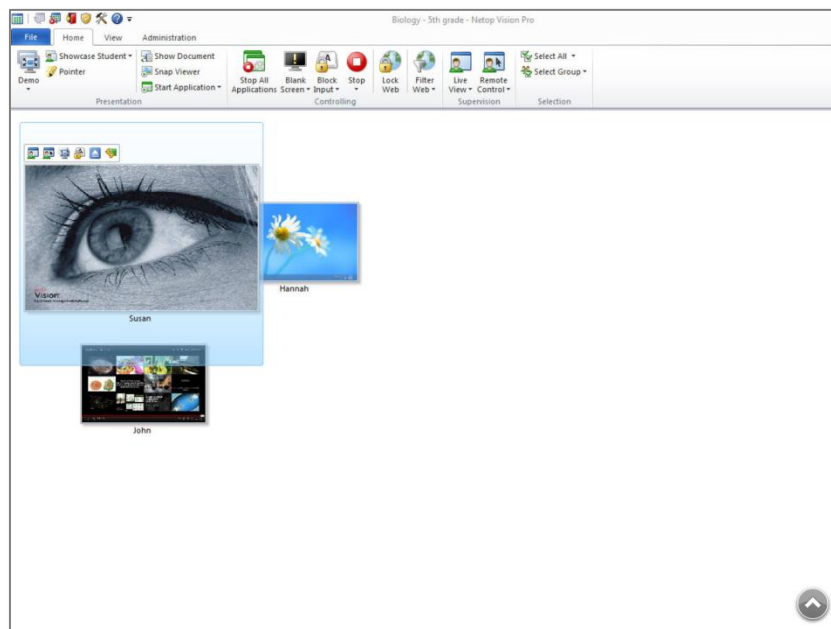 Biology - 5th grade - Netop Vision Pro
File Home View Administration
Demo
Showcase Student
Pointer
Show Document
Snap Viewer
Start Application
Presentation
Stop All Applications
Blank Screen
Block Input
Stop
Lock Web
Filter Web
Controlling
Live View
Remote Control
Supervision
Select All
Select Group
Selection
Vision
Susan
Hannah
John